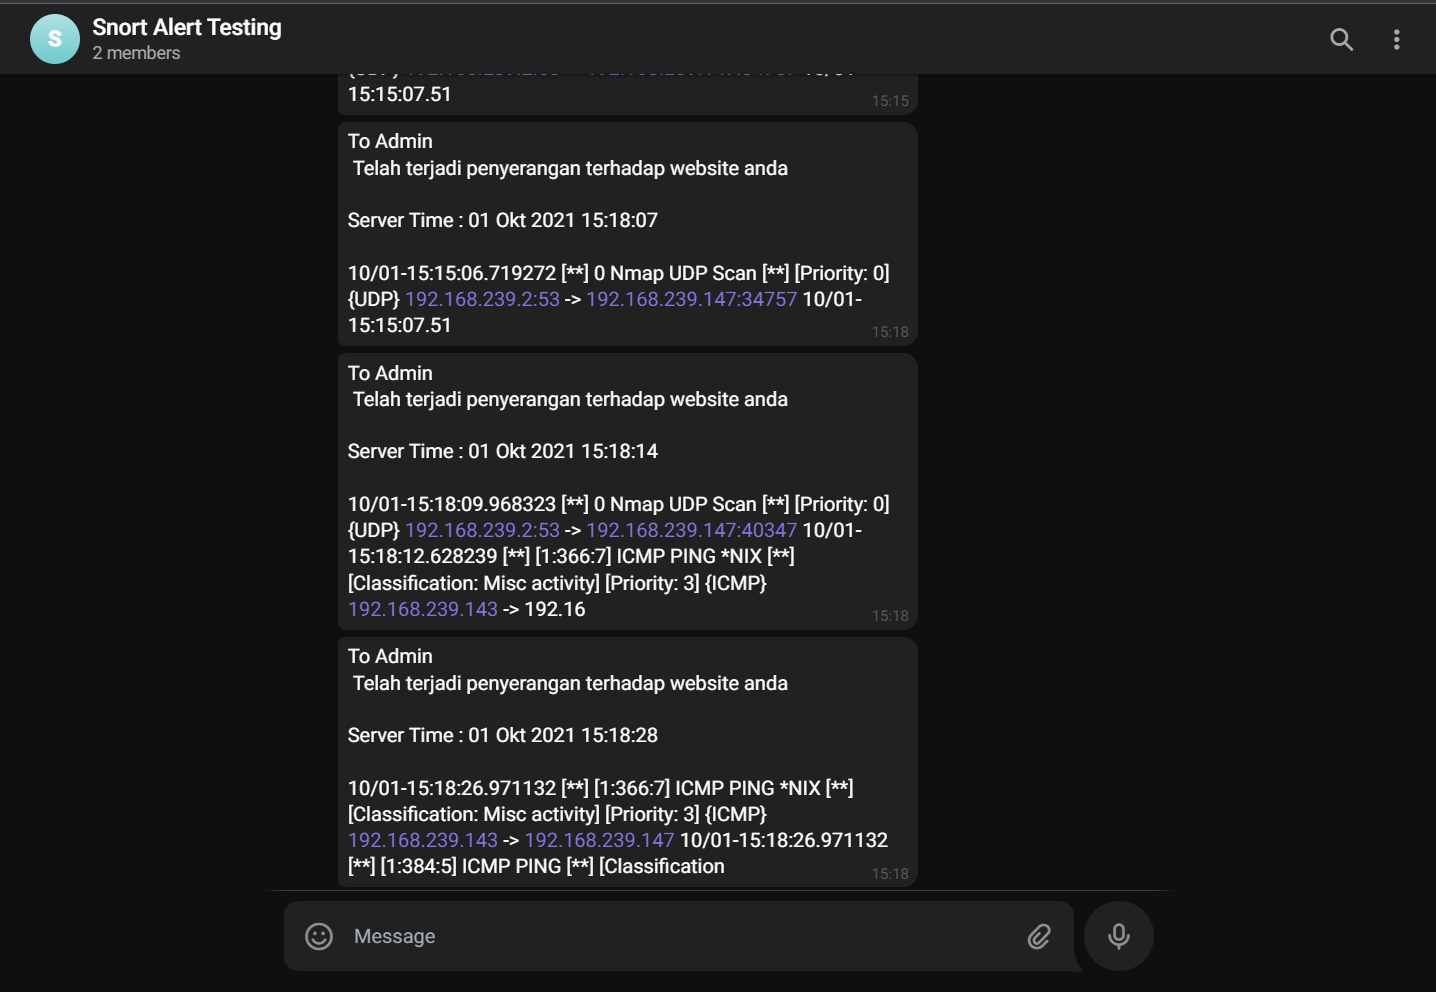 S
Snort Alert Testing
2 members
15:15:07.51
15:15
To Admin
Telah terjadi penyerangan terhadap website anda
Server Time : 01 Okt 2021 15:18:07
10/01-15:15:06.719272 [**] 0 Nmap UDP Scan [**] [Priority: 0]
{UDP} 192.168.239.2:53 -> 192.168.239.147:34757 10/01-
15:15:07.51
15:18
To Admin
Telah terjadi penyerangan terhadap website anda
Server Time : 01 Okt 2021 15:18:14
10/01-15:18:09.968323 [**] 0 Nmap UDP Scan [**] [Priority: 0]
{UDP} 192.168.239.2:53 -> 192.168.239.147:40347 10/01-
15:18:12.628239 [**] [1:366:7] ICMP PING *NIX [**]
[Classification: Misc activity] [Priority: 3] {ICMP}
192.168.239.143 -> 192.16
15:18
To Admin
Telah terjadi penyerangan terhadap website anda
Server Time : 01 Okt 2021 15:18:28
10/01-15:18:26.971132 [**] [1:366:7] ICMP PING *NIX [**]
[Classification: Misc activity] [Priority: 3] {ICMP}
192.168.239.143 -> 192.168.239.147 10/01-15:18:26.971132
[**] [1:384:5] ICMP PING [**] [Classification
15:18
Message